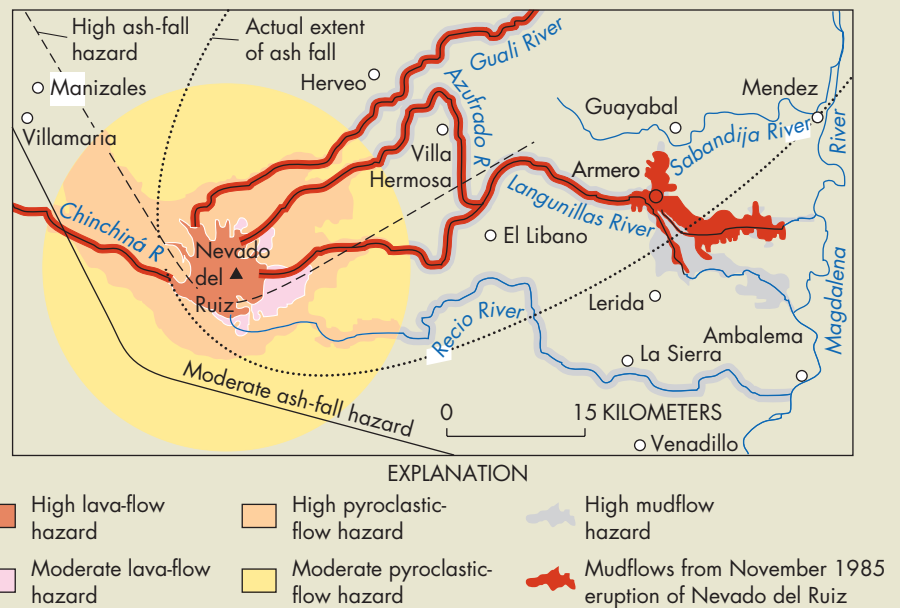 High ash-fall
hazard
Actual extent
of ash fall
Guali River
Manizales
Herveo
Azufrado R
Mendez
Guayabal
Villamaria
Villa
Hermosa
Sabandija River
River
Armero
Langunillas River
Chinchiná R
Nevado
del
Ruiz
El Libano
Magdalena
Lerida
Recio River
Ambalema
La Sierra
Moderate ash-fall hazard
0 15 KILOMETERS
Venadillo
EXPLANATION
High lava-flow
hazard
High pyroclastic-
flow hazard
High mudflow
hazard
Moderate lava-flow
hazard
Moderate pyroclastic-
flow hazard
Mudflows from November 1985
eruption of Nevado del Ruiz